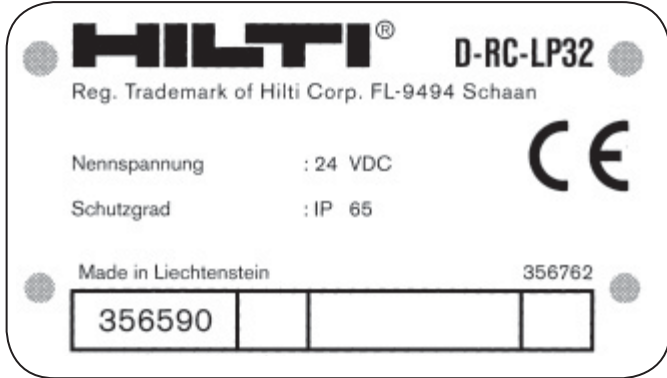 HILTI® D-RC-LP32
Reg. Trademark of Hilti Corp. FL-9494 Schaan
CE
Nennspannung : 24 VDC
Schutzgrad : IP 65
Made in Liechtenstein 356762
356590